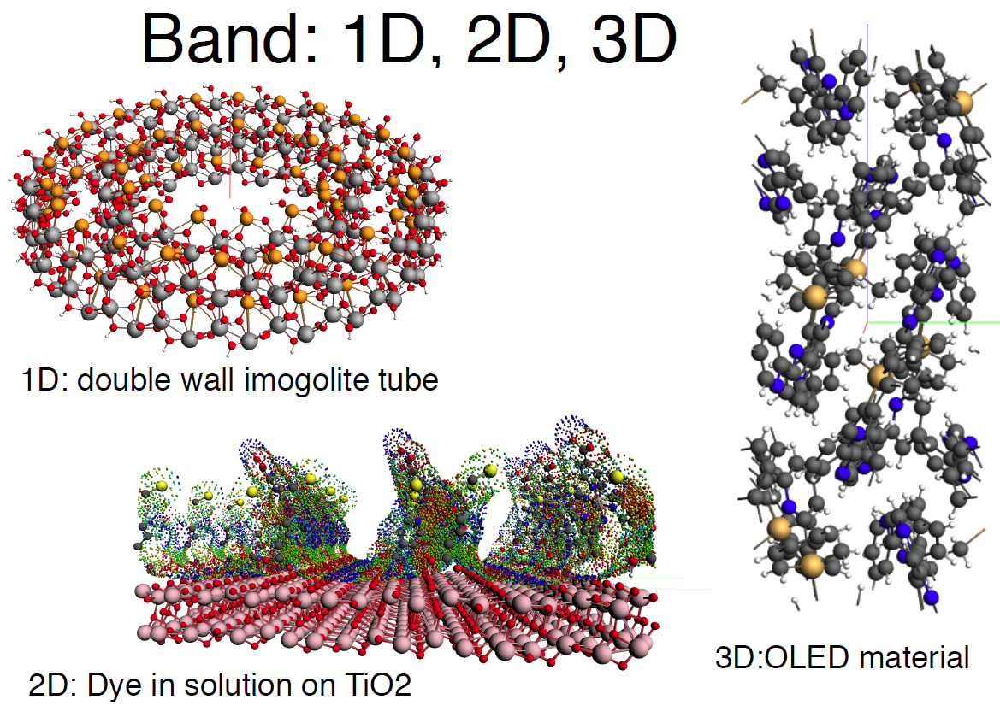 Band: 1D, 2D, 3D
1D: double wall imogolite tube
2D: Dye in solution on TiO2
3D:OLED material